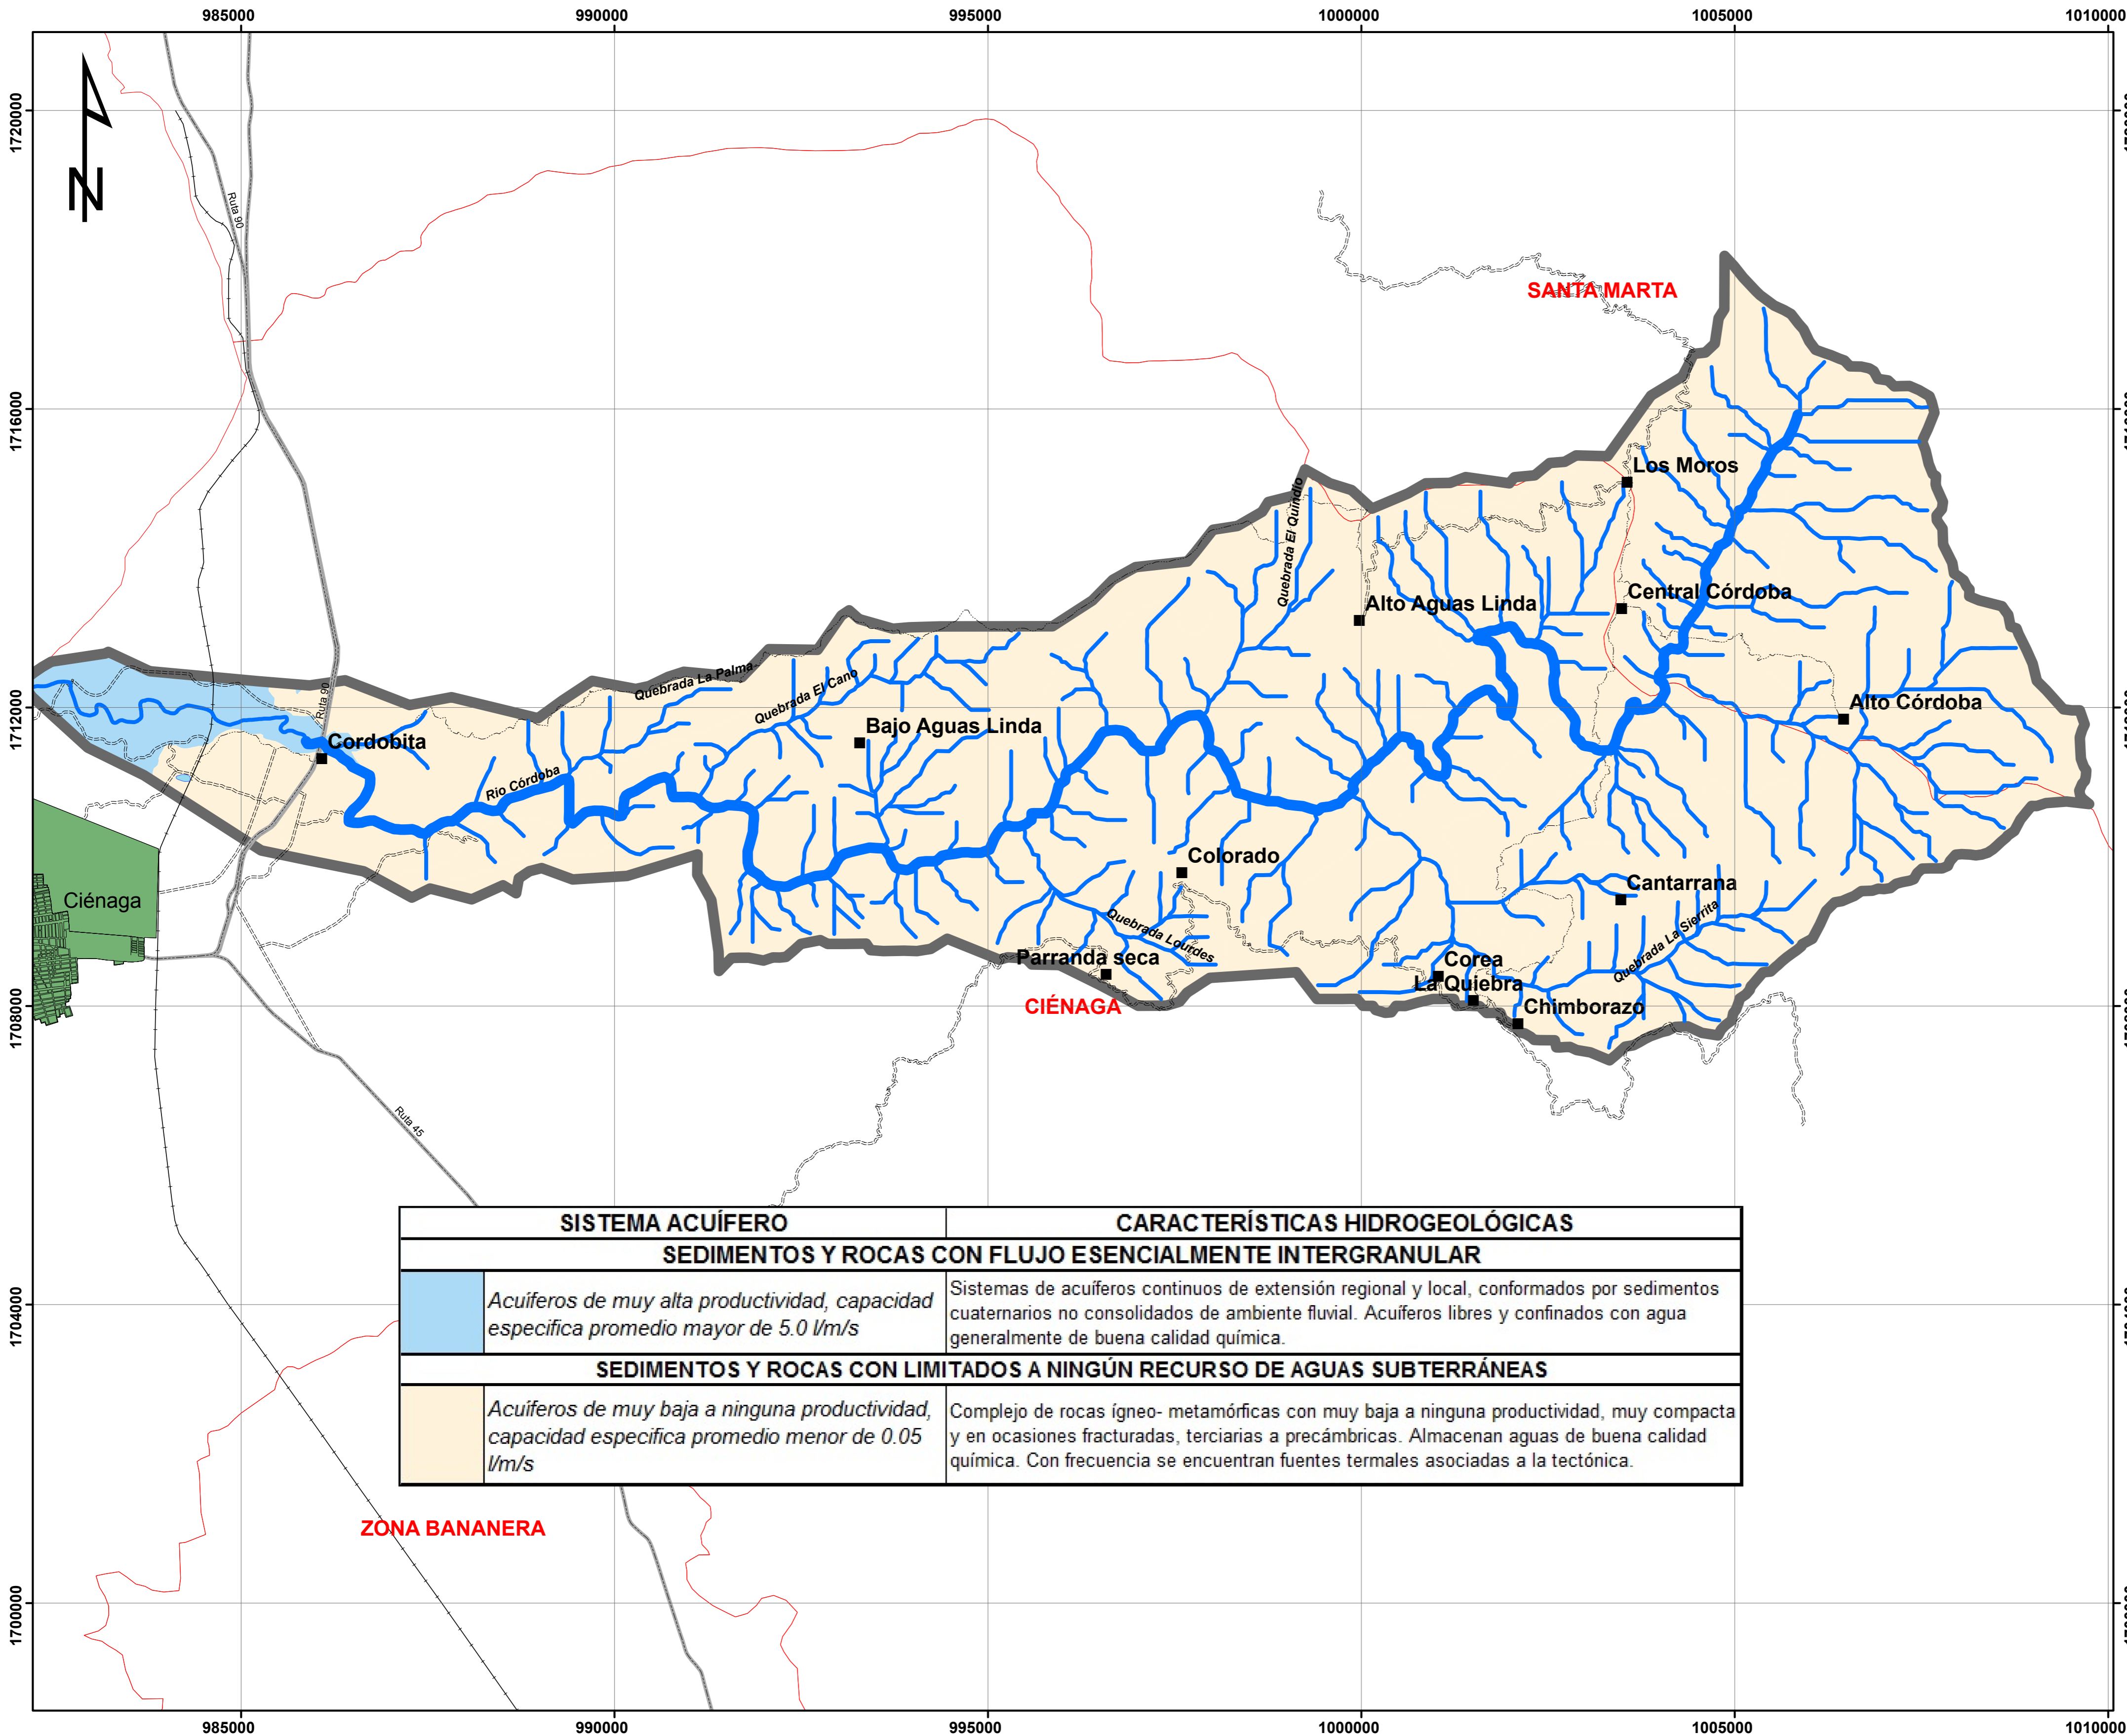 985000 990000 995000 1000000 1005000 1010000
1720000
N
Ruta 90
SANTA MARTA
1716000
Los Moros
Quebrada El Quindío
Central Córdoba
Alto Aguas Linda
Quebrada La Palma
Quebrada El Cano
Ruta 90
1712000
Alto Córdoba
Bajo Aguas Linda
Cordobita
Río Córdoba
Colorado
Cantarrana
Ciénaga
Quebrada La Sierrita
Quebrada Lourdes
Parranda seca
Corea
La Quiebra
1708000
CIÉNAGA
Chimborazo
Ruta 45
SISTEMA ACUÍFERO
CARACTERÍSTICAS HIDROGEOLÓGICAS
SEDIMENTOS Y ROCAS CON FLUJO ESENCIALMENTE INTERGRANULAR
Acuíferos de muy alta productividad, capacidad
especifica promedio mayor de 5.0 l/m/s
Sistemas de acuíferos continuos de extensión regional y local, conformados por sedimentos
cuaternarios no consolidados de ambiente fluvial. Acuíferos libres y confinados con agua
generalmente de buena calidad química.
1704000
SEDIMENTOS Y ROCAS CON LIMITADOS A NINGÚN RECURSO DE AGUAS SUBTERRÁNEAS
Acuíferos de muy baja a ninguna productividad,
capacidad especifica promedio menor de 0.05
l/m/s
Complejo de rocas ígneo- metamórficas con muy baja a ninguna productividad, muy compacta
y en ocasiones fracturadas, terciarias a precámbricas. Almacenan aguas de buena calidad
química. Con frecuencia se encuentran fuentes termales asociadas a la tectónica.
ZONA BANANERA
1700000
985000 990000 995000 1000000 1005000 1010000